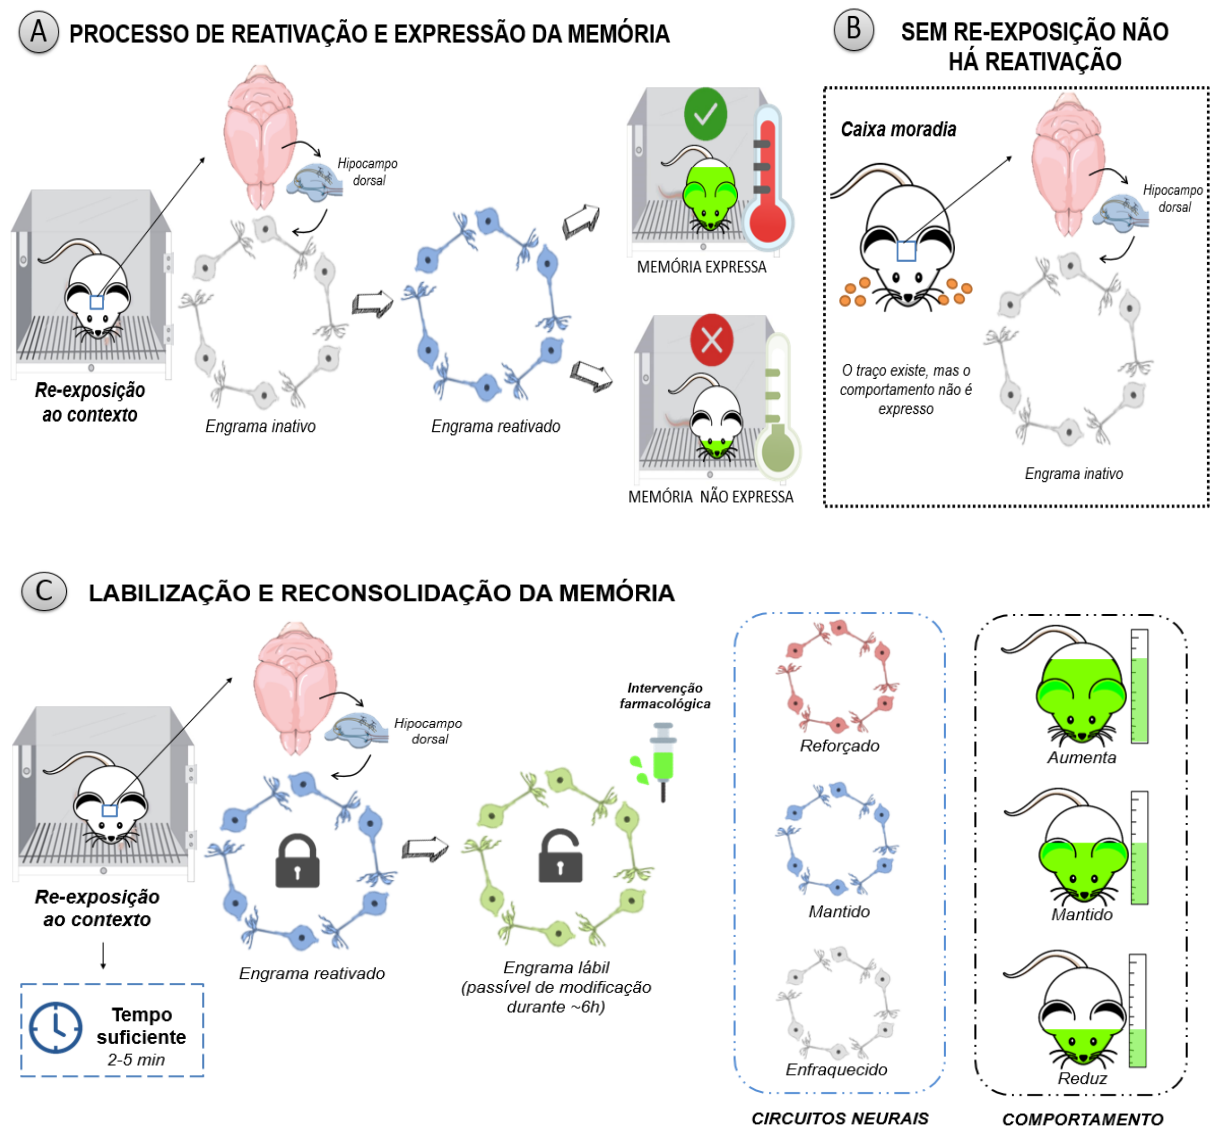 A
PROCESSO DE REATIVAÇÃO E EXPRESSÃO DA MEMÓRIA
Hipocampo
dorsal
Re-exposição
ao contexto
Engrama inativo
Engrama reativado
MEMÓRIA EXPRESSA
MEMÓRIA NÃO EXPRESSA
B
SEM RE-EXPOSIÇÃO NÃO
HÁ REATIVAÇÃO
Caixa moradia
Hipocampo
dorsal
O traço existe, mas o
comportamento não é
expresso
Engrama inativo
C
LABILIZAÇÃO E RECONSOLIDAÇÃO DA MEMÓRIA
Hipocampo
dorsal
Re-exposição
ao contexto
Tempo
suficiente
2-5 min
Engrama reativado
Engrama lábil
(passível de modificação
durante ~6h)
Intervenção
farmacológica
Reforçado
Mantido
Enfraquecido
CIRCUITOS NEURAIS
Aumenta
Mantido
Reduz
COMPORTAMENTO